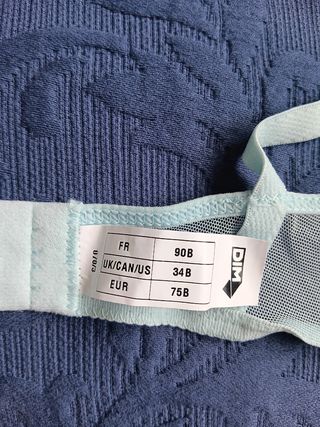 FR 90B
UK/CAN/US 34B
EUR 75B
DIM